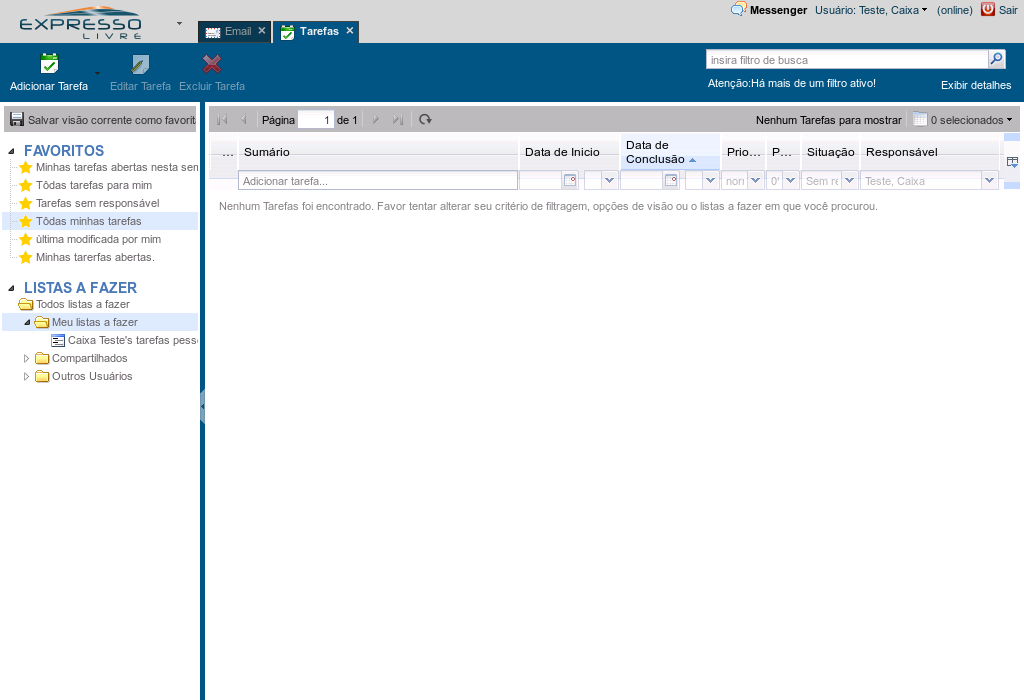 EXPRESSO
LIVRE
Email
Tarefas
Messenger
Usuário: Teste, Caixa
(online)
Sair
Adicionar Tarefa
Editar Tarefa
Excluir Tarefa
insira filtro de busca
Atenção:Há mais de um filtro ativo!
Exibir detalhes
Salvar visão corrente como favorit
Página 1 de 1
Nenhum Tarefas para mostrar
0 selecionados
FAVORITOS
Minhas tarefas abertas nesta sen
Tôdas tarefas para mim
Tarefas sem responsável
Tôdas minhas tarefas
última modificada por mim
Minhas tarerfas abertas.
LISTAS A FAZER
Todos listas a fazer
Meu listas a fazer
Caixa Teste's tarefas pess
Compartilhados
Outros Usuários
... Sumário Data de Inicio Data de Conclusão Prio... P... Situação Responsável
Adicionar tarefa... non 0' Sem re Teste, Caixa
Nenhum Tarefas foi encontrado. Favor tentar alterar seu critério de filtragem, opções de visão ou o listas a fazer em que você procurou.